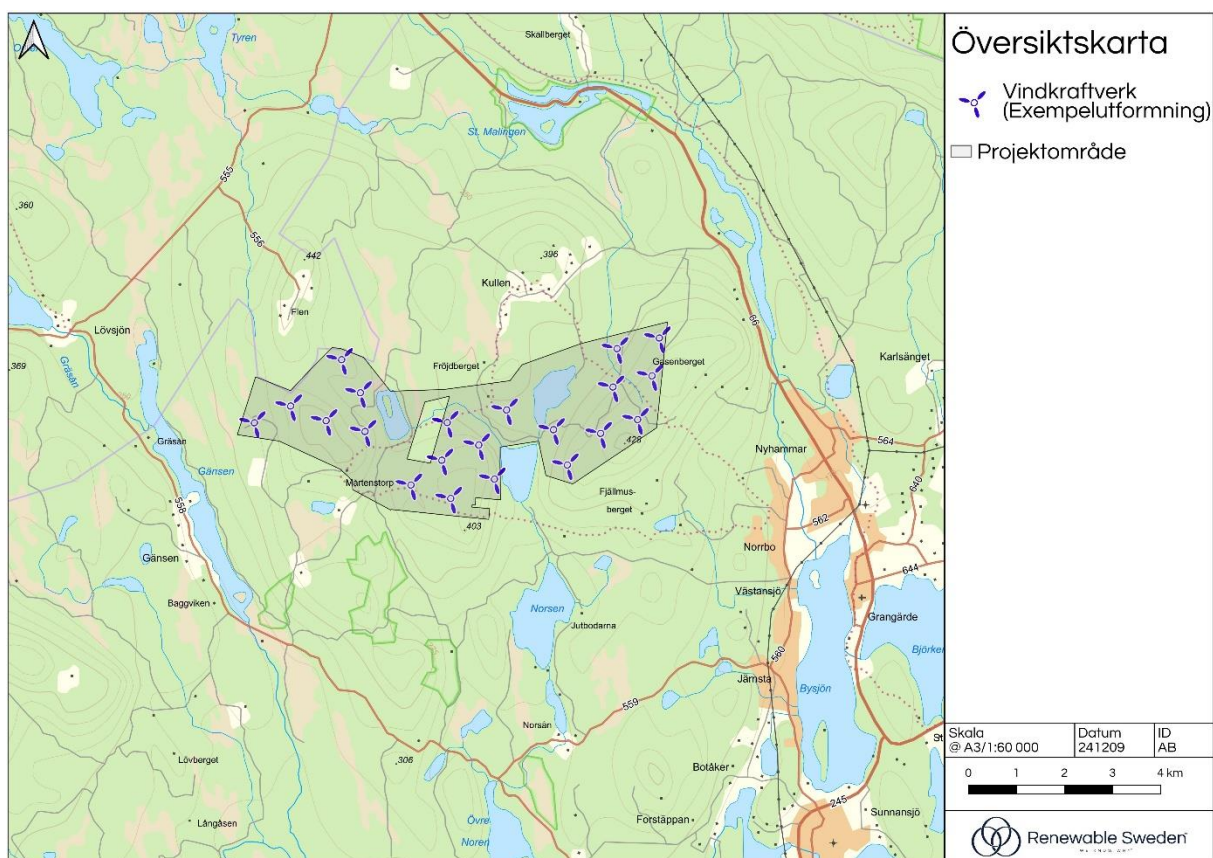 Översiktskarta
Vindkraftverk
(Exempelutformning)
Projektområde
Skala
@ A3/1:60 000
Datum
241209
ID
AB
0 1 2 3 4 km
Renewable Sweden
Tyren
Skallberget
St. Malingen
555
360
556
442
396
Kullen
Flen
Lövsjön
66
Gräsån
369
Fröjdberget
Gasenberget
Karlsänget
Gräsån
428
564
Nyhammar
Gänsen
Mårtenstorp
640
Fjällmus-
berget
558
403
562
Gänsen
Norrbo
644
Västansjö
Baggviken
Norsen
Jutbodarna
Grangärde
560
Järnsta
Bysjön
559
Norsån
Lövberget
306
Botåker
245
Sunnansjö
Långåsen
Övre
Noren
Forstäppan